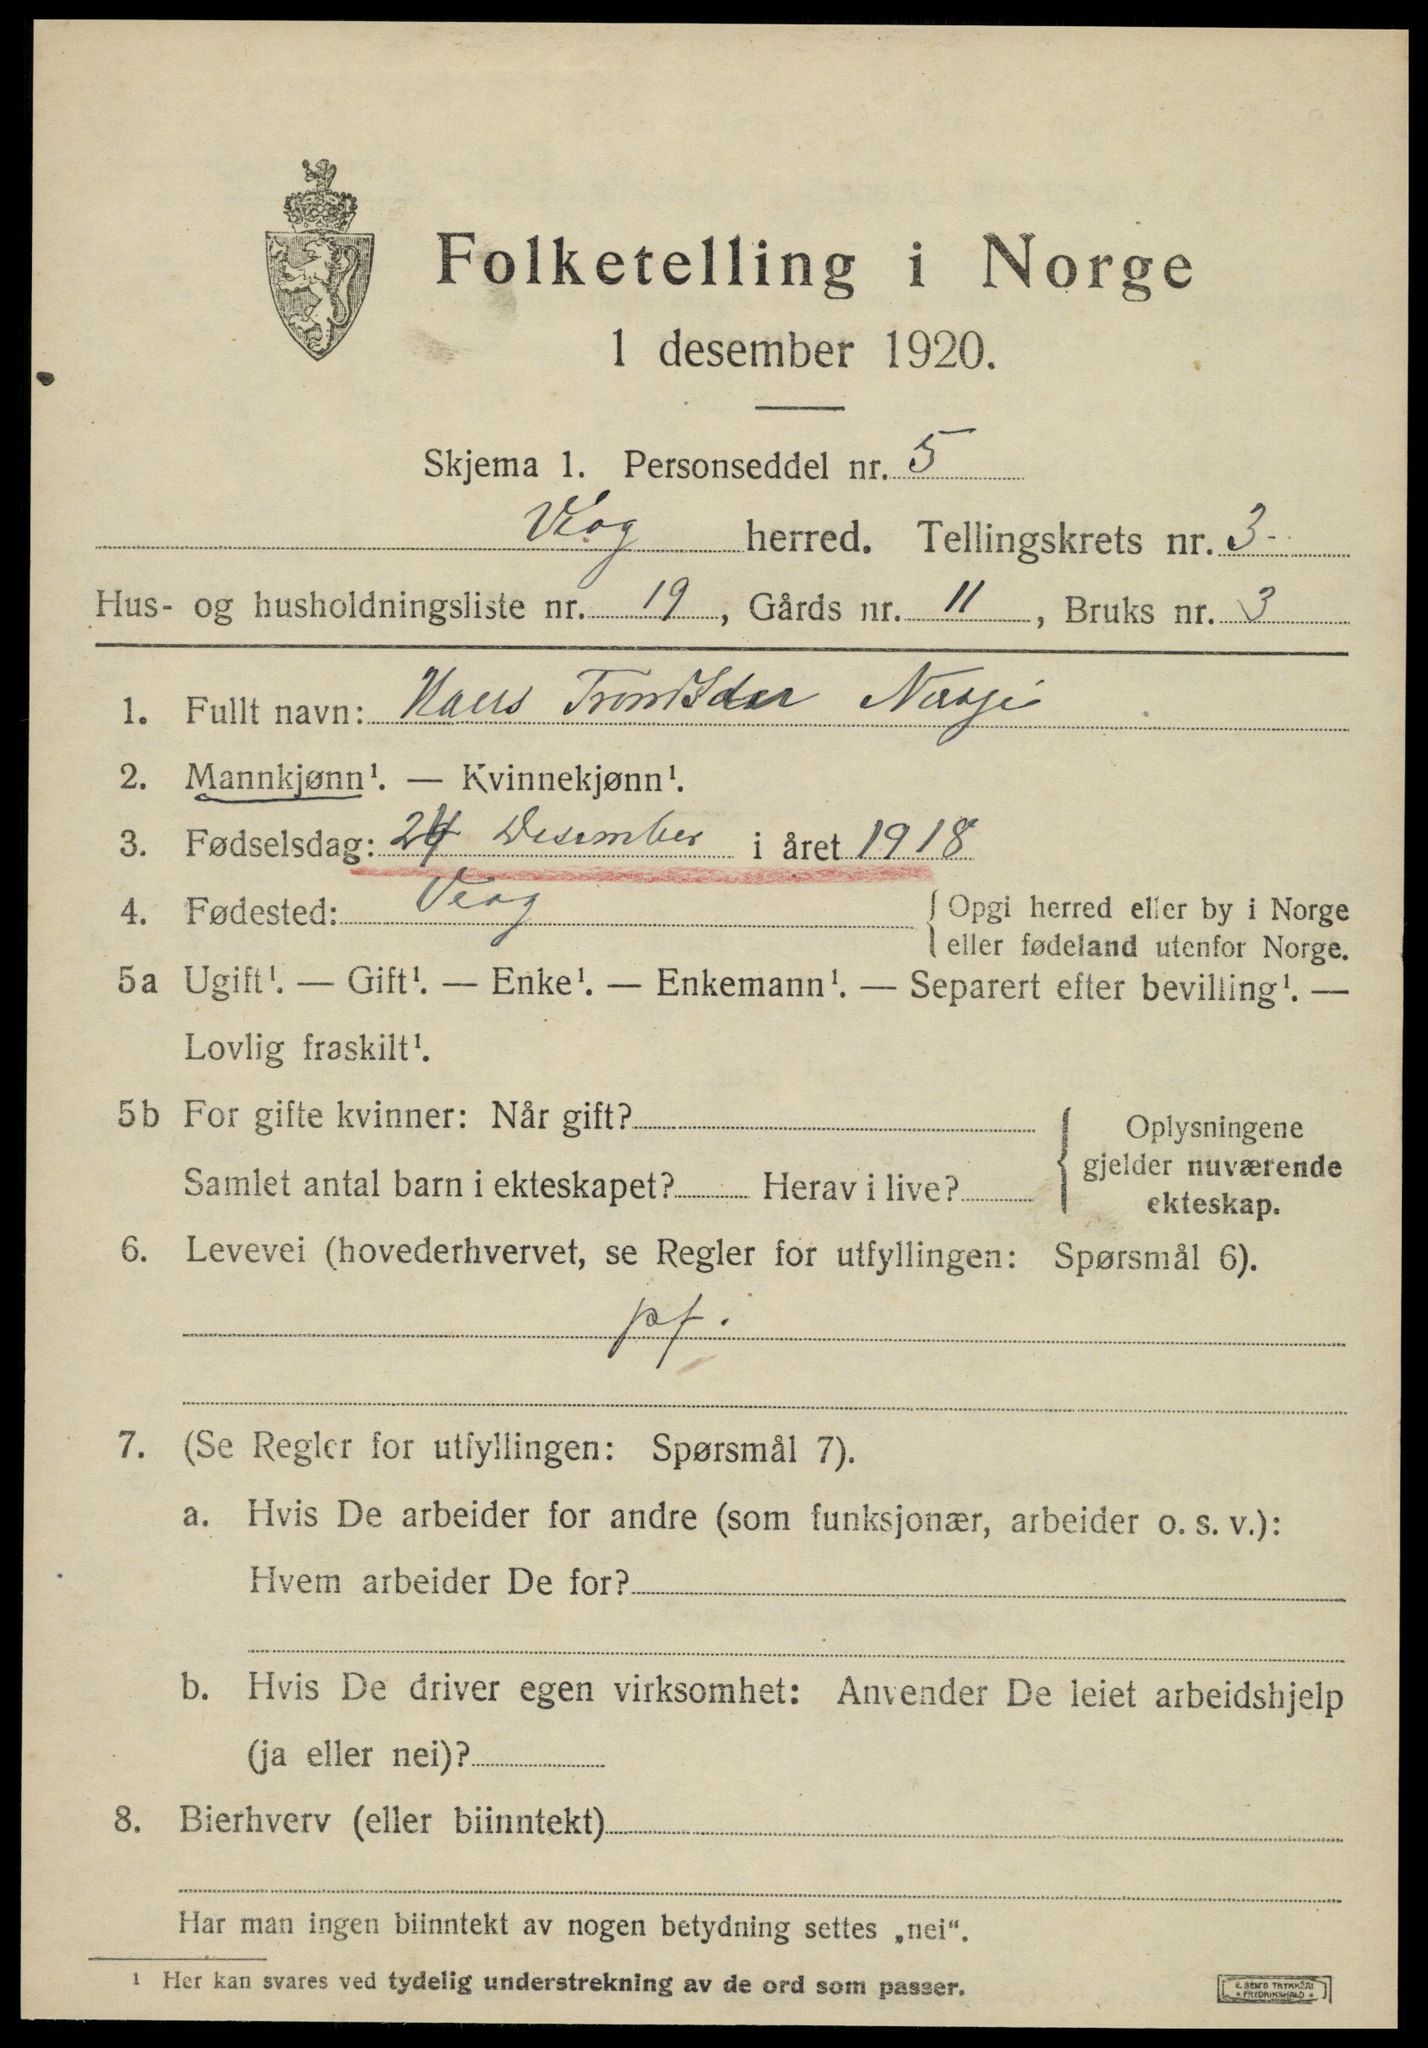 Folketelling i Norge
1 desember 1920.
Skjema 1. Personseddel nr. 5
Veøy herred. Tellingskrets nr. 3
Hus- og husholdningsliste nr. 19, Gårds nr. 11, Bruks nr. 3
1. Fullt navn: Hans
2. Mannkjønn¹. — Kvinnekjønn¹.
3. Fødselsdag: 24 Desember i året 1918
4. Fødested: Veøy { Opgi herred eller by i Norge
eller fødeland utenfor Norge.
5a Ugift¹. — Gift¹. — Enke¹. — Enkemann¹. — Separert efter bevilling¹. —
Lovlig fraskilt¹.
5b For gifte kvinner: Når gift?
Samlet antal barn i ekteskapet? Herav i live?
Oplysningene
gjelder nuværende
ekteskap.
6. Levevei (hovederhvervet, se Regler for utfyllingen: Spørsmål 6).
pf.
7. (Se Regler for utfyllingen: Spørsmål 7).
a. Hvis De arbeider for andre (som funksjonær, arbeider o. s. v.):
Hvem arbeider De for?
b. Hvis De driver egen virksomhet: Anvender De leiet arbeidshjelp
(ja eller nei)?
8. Bierhverv (eller biinntekt)
Har man ingen biinntekt av nogen betydning settes „nei“.
¹ Her kan svares ved tydelig understrekning av de ord som passer.
E. SEM'S TRYKKERI
FREDRIKSHALD